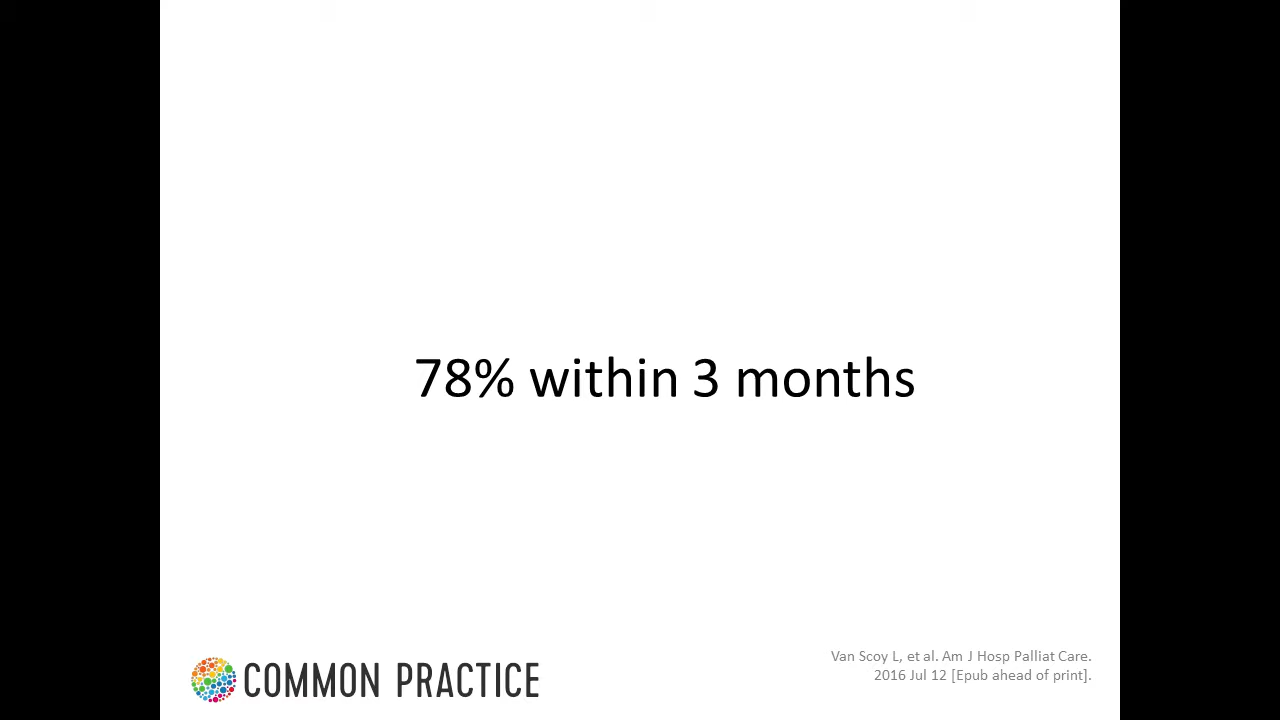 78% within 3 months
Van Scoy L, et al. Am J Hosp Palliat Care.
2016 Jul 12 [Epub ahead of print].
COMMON PRACTICE